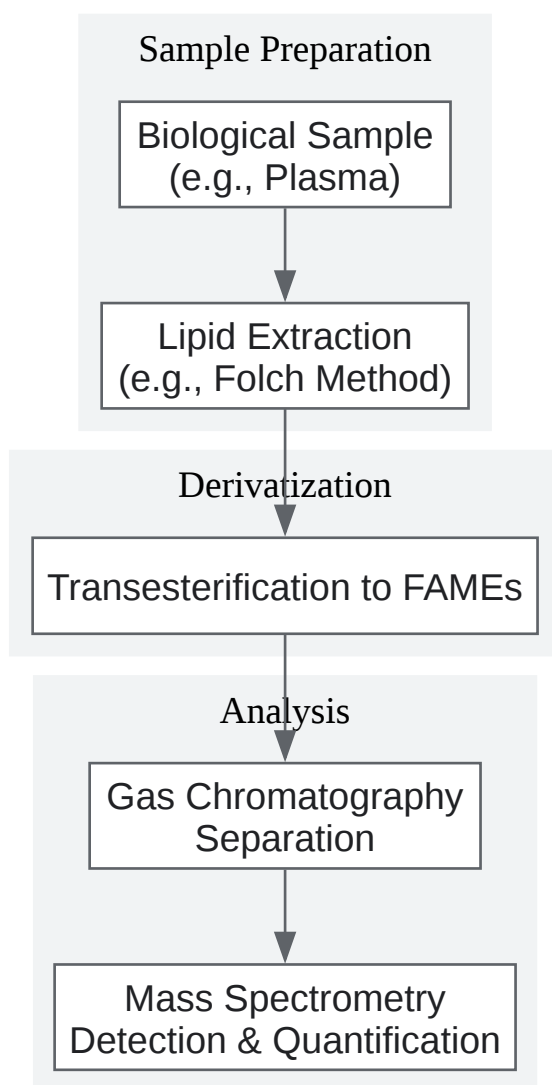 Sample Preparation
Biological Sample
(e.g., Plasma)
Lipid Extraction
(e.g., Folch Method)
Derivatization
Transesterification to FAMEs
Analysis
Gas Chromatography
Separation
Mass Spectrometry
Detection & Quantification